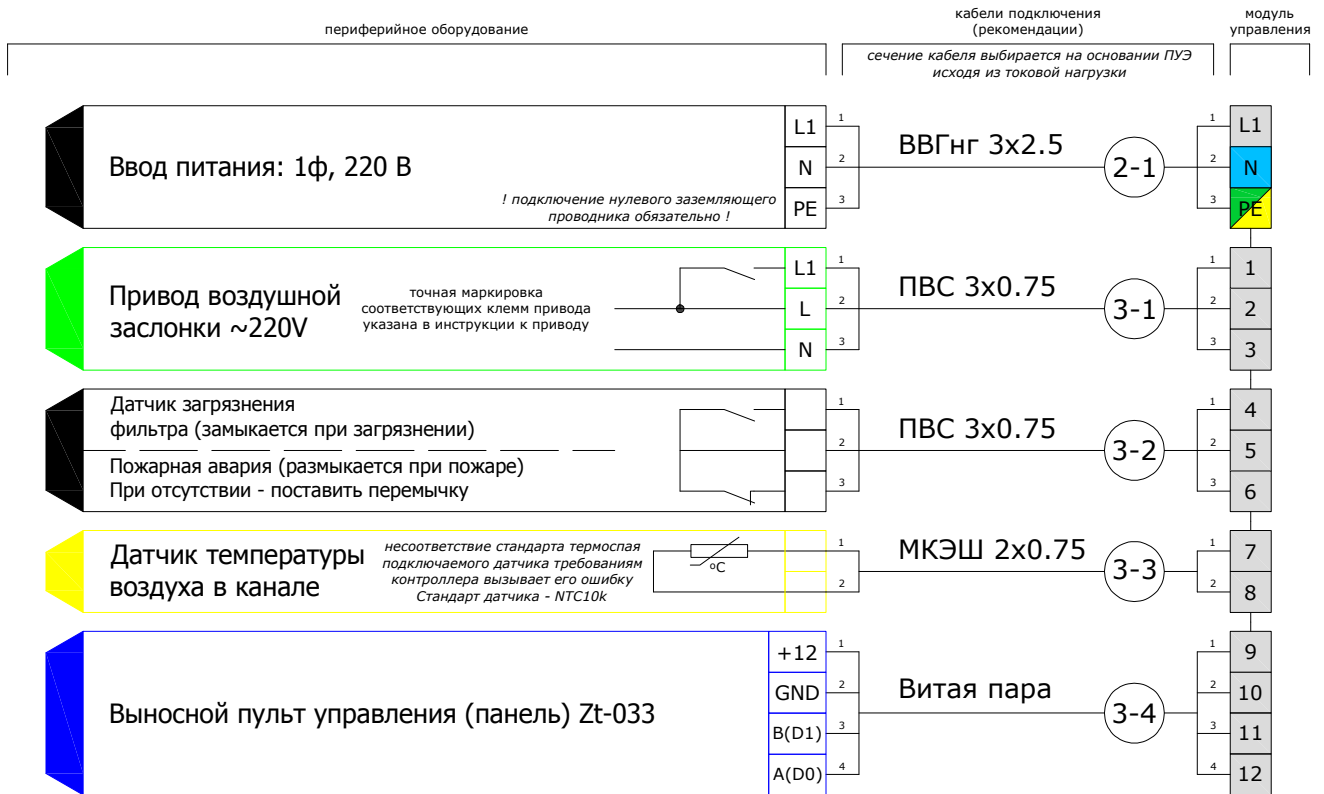 периферийное оборудование
кабели подключения
(рекомендации)
модуль
управления
сечение кабеля выбирается на основании ПУЭ
исходя из токовой нагрузки
Ввод питания: 1ф, 220 В
! подключение нулевого заземляющего
проводника обязательно !
L1
N
PE
1
2
3
ВВГнг 3х2.5
2-1
1
2
3
L1
N
PE
Привод воздушной
заслонки ~220V
точная маркировка
соответствующих клемм привода
указана в инструкции к приводу
L1
L
N
1
2
3
ПВС 3х0.75
3-1
1
2
3
1
2
3
Датчик загрязнения
фильтра (замыкается при загрязнении)
Пожарная авария (размыкается при пожаре)
При отсутствии - поставить перемычку
1
2
3
ПВС 3х0.75
3-2
1
2
3
4
5
6
Датчик температуры
воздуха в канале
несоответствие стандарта термоспая
подключаемого датчика требованиям
контроллера вызывает его ошибку
Стандарт датчика - NTC10k
°C
1
2
МКЭШ 2х0.75
3-3
1
2
7
8
Выносной пульт управления (панель) Zt-033
+12
GND
B(D1)
A(D0)
1
2
3
4
Витая пара
3-4
1
2
3
4
9
10
11
12